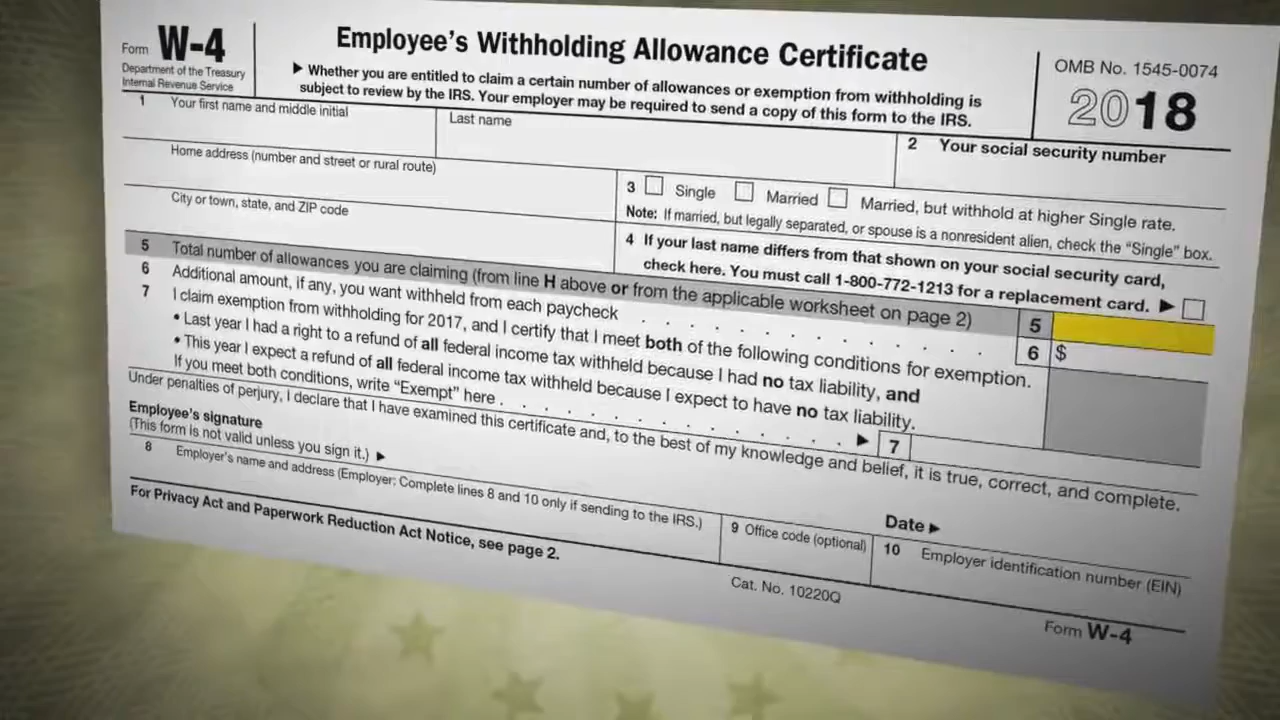 Form W-4
Department of the Treasury
Internal Revenue Service
Employee's Withholding Allowance Certificate
▶ Whether you are entitled to claim a certain number of allowances or exemption from withholding is
subject to review by the IRS. Your employer may be required to send a copy of this form to the IRS.
OMB No. 1545-0074
2018
1 Your first name and middle initial
Last name
2 Your social security number
Home address (number and street or rural route)
3 Single Married Married, but withhold at higher Single rate.
Note: If married, but legally separated, or spouse is a nonresident alien, check the “Single” box.
City or town, state, and ZIP code
4 If your last name differs from that shown on your social security card,
check here. You must call 1-800-772-1213 for a replacement card. ▶
5 Total number of allowances you are claiming (from line H above or from the applicable worksheet on page 2) 5
6 Additional amount, if any, you want withheld from each paycheck . . . . . . . . . . . . . . 6 $
7 I claim exemption from withholding for 2017, and I certify that I meet both of the following conditions for exemption.
• Last year I had a right to a refund of all federal income tax withheld because I had no tax liability, and
• This year I expect a refund of all federal income tax withheld because I expect to have no tax liability.
If you meet both conditions, write “Exempt” here . . . . . . . . . . . . . . . ▶ 7
Under penalties of perjury, I declare that I have examined this certificate and, to the best of my knowledge and belief, it is true, correct, and complete.
Employee's signature
(This form is not valid unless you sign it.) ▶
Date ▶
8 Employer's name and address (Employer: Complete lines 8 and 10 only if sending to the IRS.)
9 Office code (optional)
10 Employer identification number (EIN)
For Privacy Act and Paperwork Reduction Act Notice, see page 2.
Cat. No. 10220Q
Form W-4